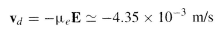 v_d = −μ_e E ≃ −4.35 × 10⁻³ m/s